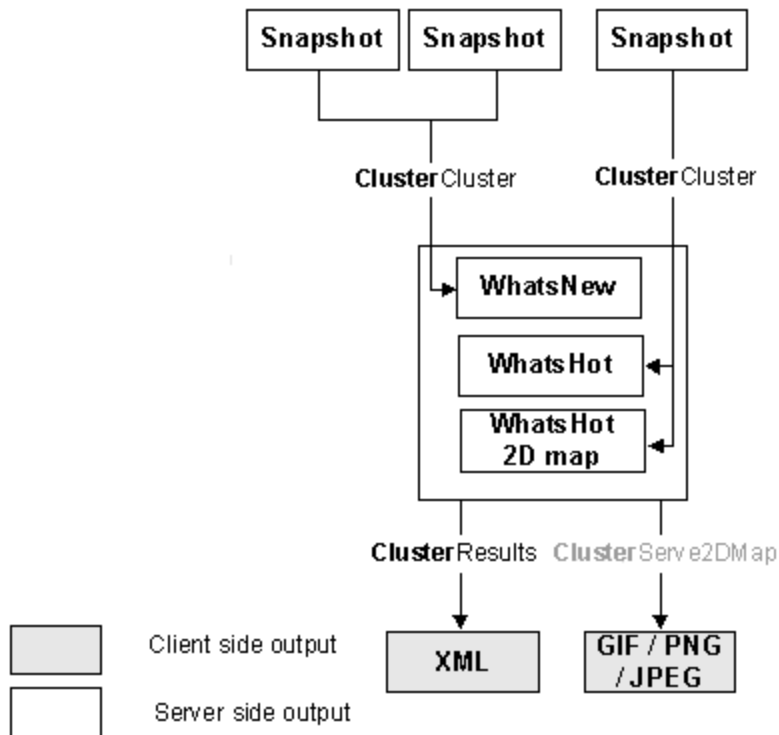 Snapshot Snapshot Snapshot
ClusterCluster ClusterCluster
WhatsNew
WhatsHot
WhatsHot
2D map
ClusterResults ClusterServe2DMap
Client side output
XML
GIF / PNG
/ JPEG
Server side output